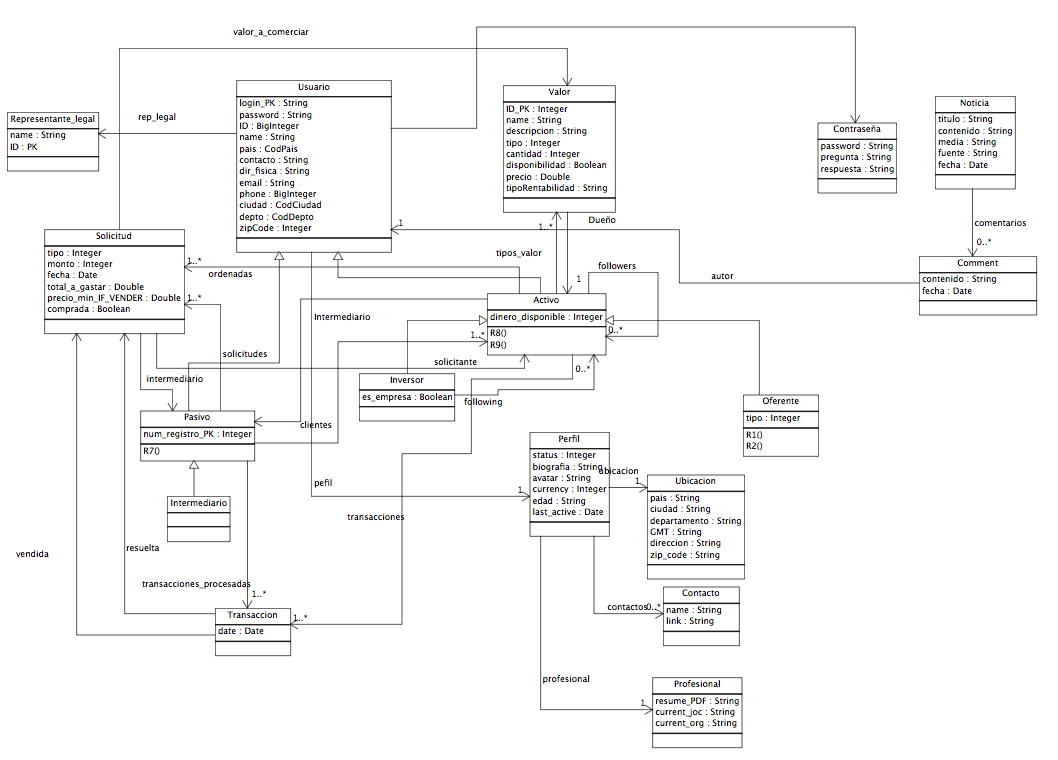 valor_a_comerciar
Usuario
login_PK : String
password : String
ID : BigInteger
name : String
pais : CodPais
contacto : String
dir_fisica : String
email : String
phone : BigInteger
ciudad : CodCiudad
depto : CodDepto
zipCode : Integer
Valor
ID_PK : Integer
name : String
descripcion : String
tipo : Integer
cantidad : Integer
disponibilidad : Boolean
precio : Double
tipoRentabilidad : String
Representante_legal
name : String
ID : PK
rep_legal
Contraseña
password : String
pregunta : String
respuesta : String
Noticia
titulo : String
contenido : String
media : String
fuente : String
fecha : Date
comentarios
0..*
Comment
contenido : String
fecha : Date
autor
1
Dueño
1..*
tipos_valor
1
followers
0..*
Solicitud
tipo : Integer
monto : Integer
fecha : Date
total_a_gastar : Double
precio_min_IF_VENDER : Double
comprada : Boolean
1..*
ordenadas
1..*
Activo
dinero_disponible : Integer
R8()
R9()
Intermediario
1..*
solicitudes
solicitante
intermediario
0..*
Inversor
es_empresa : Boolean
following
Oferente
tipo : Integer
R1()
R2()
Pasivo
num_registro_PK : Integer
R7()
clientes
Intermediario
Perfil
status : Integer
biografia : String
avatar : String
currency : Integer
edad : String
last_active : Date
pefil
1
ubicacion
1
Ubicacion
pais : String
ciudad : String
departamento : String
GMT : String
direccion : String
zip_code : String
transacciones
vendida
resuelta
transacciones_procesadas
1..*
Transaccion
date : Date
1..*
contactos
0..*
Contacto
name : String
link : String
profesional
1
Profesional
resume_PDF : String
current_joc : String
current_org : String